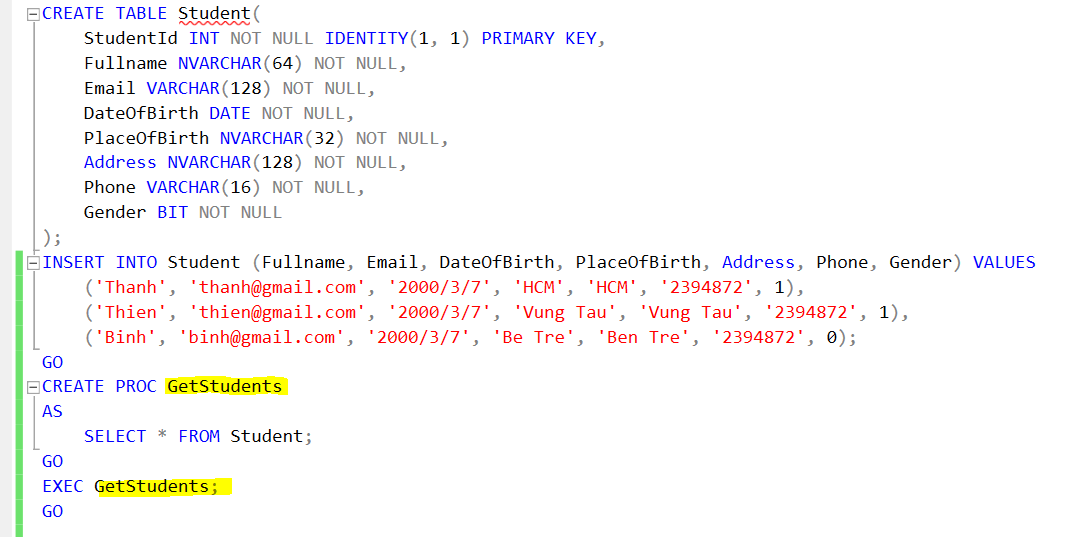 CREATE TABLE Student(
StudentId INT NOT NULL IDENTITY(1, 1) PRIMARY KEY,
Fullname NVARCHAR(64) NOT NULL,
Email VARCHAR(128) NOT NULL,
DateOfBirth DATE NOT NULL,
PlaceOfBirth NVARCHAR(32) NOT NULL,
Address NVARCHAR(128) NOT NULL,
Phone VARCHAR(16) NOT NULL,
Gender BIT NOT NULL
);
INSERT INTO Student (Fullname, Email, DateOfBirth, PlaceOfBirth, Address, Phone, Gender) VALUES
('Thanh', 'thanh@gmail.com', '2000/3/7', 'HCM', 'HCM', '2394872', 1),
('Thien', 'thien@gmail.com', '2000/3/7', 'Vung Tau', 'Vung Tau', '2394872', 1),
('Binh', 'binh@gmail.com', '2000/3/7', 'Be Tre', 'Ben Tre', '2394872', 0);
GO
CREATE PROC GetStudents
AS
SELECT * FROM Student;
GO
EXEC GetStudents;
GO